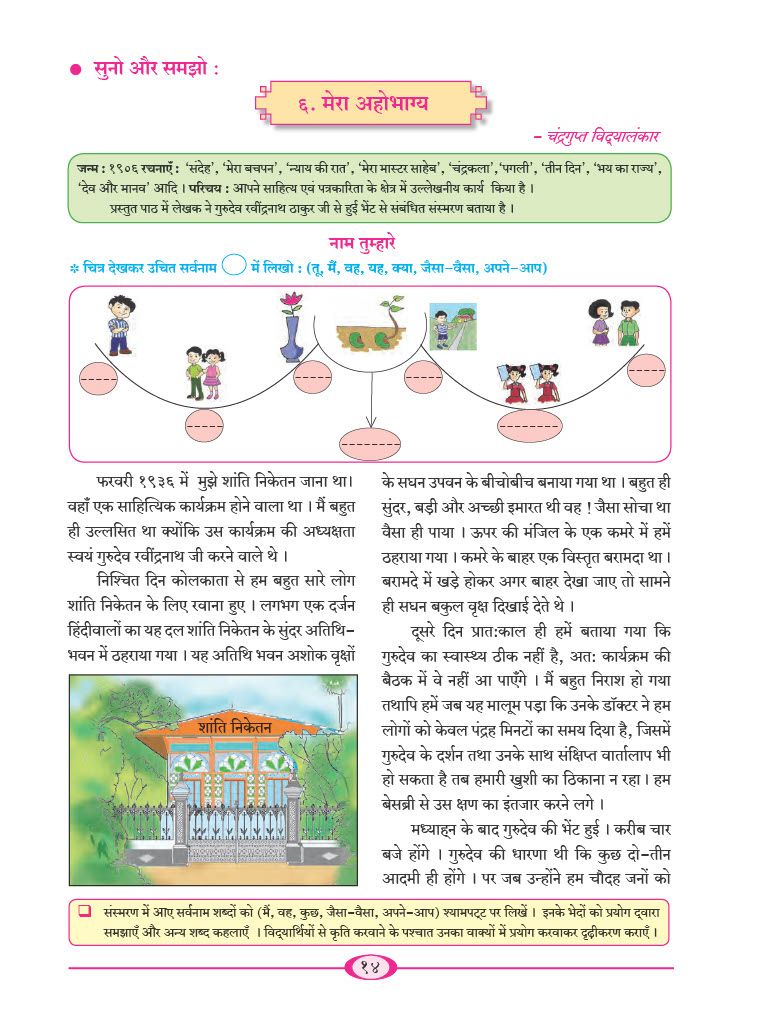 ● सुनो और समझो :
६. मेरा अहोभाग्य
- चंद्रगुप्त विद्यालंकार
जन्म : १९०६ रचनाएँ : ‘संदेह’, ‘मेरा बचपन’, ‘न्याय की रात’, ‘मेरा मास्टर साहेब’, ‘चंद्रकला’,‘पगली’, ‘तीन दिन’, ‘भय का राज्य’,
‘देव और मानव’ आदि । परिचय : आपने साहित्य एवं पत्रकारिता के क्षेत्र में उल्लेखनीय कार्य किया है ।
प्रस्तुत पाठ में लेखक ने गुरुदेव रवींद्रनाथ ठाकुर जी से हुई भेंट से संबंधित संस्मरण बताया है ।
नाम तुम्हारे
* चित्र देखकर उचित सर्वनाम में लिखो : (तू, मैं, वह, यह, क्या, जैसा-वैसा, अपने-आप)
फरवरी १९३६ में मुझे शांति निकेतन जाना था।
वहाँ एक साहित्यिक कार्यक्रम होने वाला था । मैं बहुत
ही उल्लसित था क्योंकि उस कार्यक्रम की अध्यक्षता
स्वयं गुरुदेव रवींद्रनाथ जी करने वाले थे ।
निश्चित दिन कोलकाता से हम बहुत सारे लोग
शांति निकेतन के लिए रवाना हुए । लगभग एक दर्जन
हिंदीवालों का यह दल शांति निकेतन के सुंदर अतिथि-
भवन में ठहराया गया । यह अतिथि भवन अशोक वृक्षों
शांति निकेतन
के सघन उपवन के बीचोबीच बनाया गया था । बहुत ही
सुंदर, बड़ी और अच्छी इमारत थी वह ! जैसा सोचा था
वैसा ही पाया । ऊपर की मंजिल के एक कमरे में हमें
ठहराया गया । कमरे के बाहर एक विस्तृत बरामदा था ।
बरामदे में खड़े होकर अगर बाहर देखा जाए तो सामने
ही सघन बकुल वृक्ष दिखाई देते थे ।
दूसरे दिन प्रात:काल ही हमें बताया गया कि
गुरुदेव का स्वास्थ्य ठीक नहीं है, अत: कार्यक्रम की
बैठक में वे नहीं आ पाएँगे । मैं बहुत निराश हो गया
तथापि हमें जब यह मालूम पड़ा कि उनके डॉक्टर ने हम
लोगों को केवल पंद्रह मिनटों का समय दिया है, जिसमें
गुरुदेव के दर्शन तथा उनके साथ संक्षिप्त वार्तालाप भी
हो सकता है तब हमारी खुशी का ठिकाना न रहा । हम
बेसब्री से उस क्षण का इंतजार करने लगे ।
मध्याह्न के बाद गुरुदेव की भेंट हुई । करीब चार
बजे होंगे । गुरुदेव की धारणा थी कि कुछ दो-तीन
आदमी ही होंगे । पर जब उन्होंने हम चौदह जनों को
❑ संस्मरण में आए सर्वनाम शब्दों को (मैं, वह, कुछ, जैसा-वैसा, अपने-आप) श्यामपट्ट पर लिखें । इनके भेदों को प्रयोग द्वारा
समझाएँ और अन्य शब्द कहलाएँ । विद्यार्थियों से कृति करवाने के पश्चात उनका वाक्यों में प्रयोग करवाकर दृढ़ीकरण कराएँ ।
१४